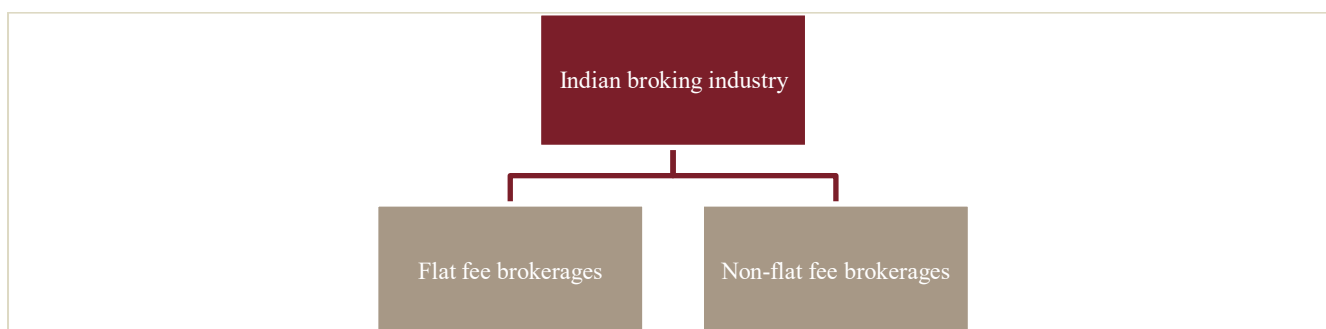 Indian broking industry
Flat fee brokerages
Non-flat fee brokerages